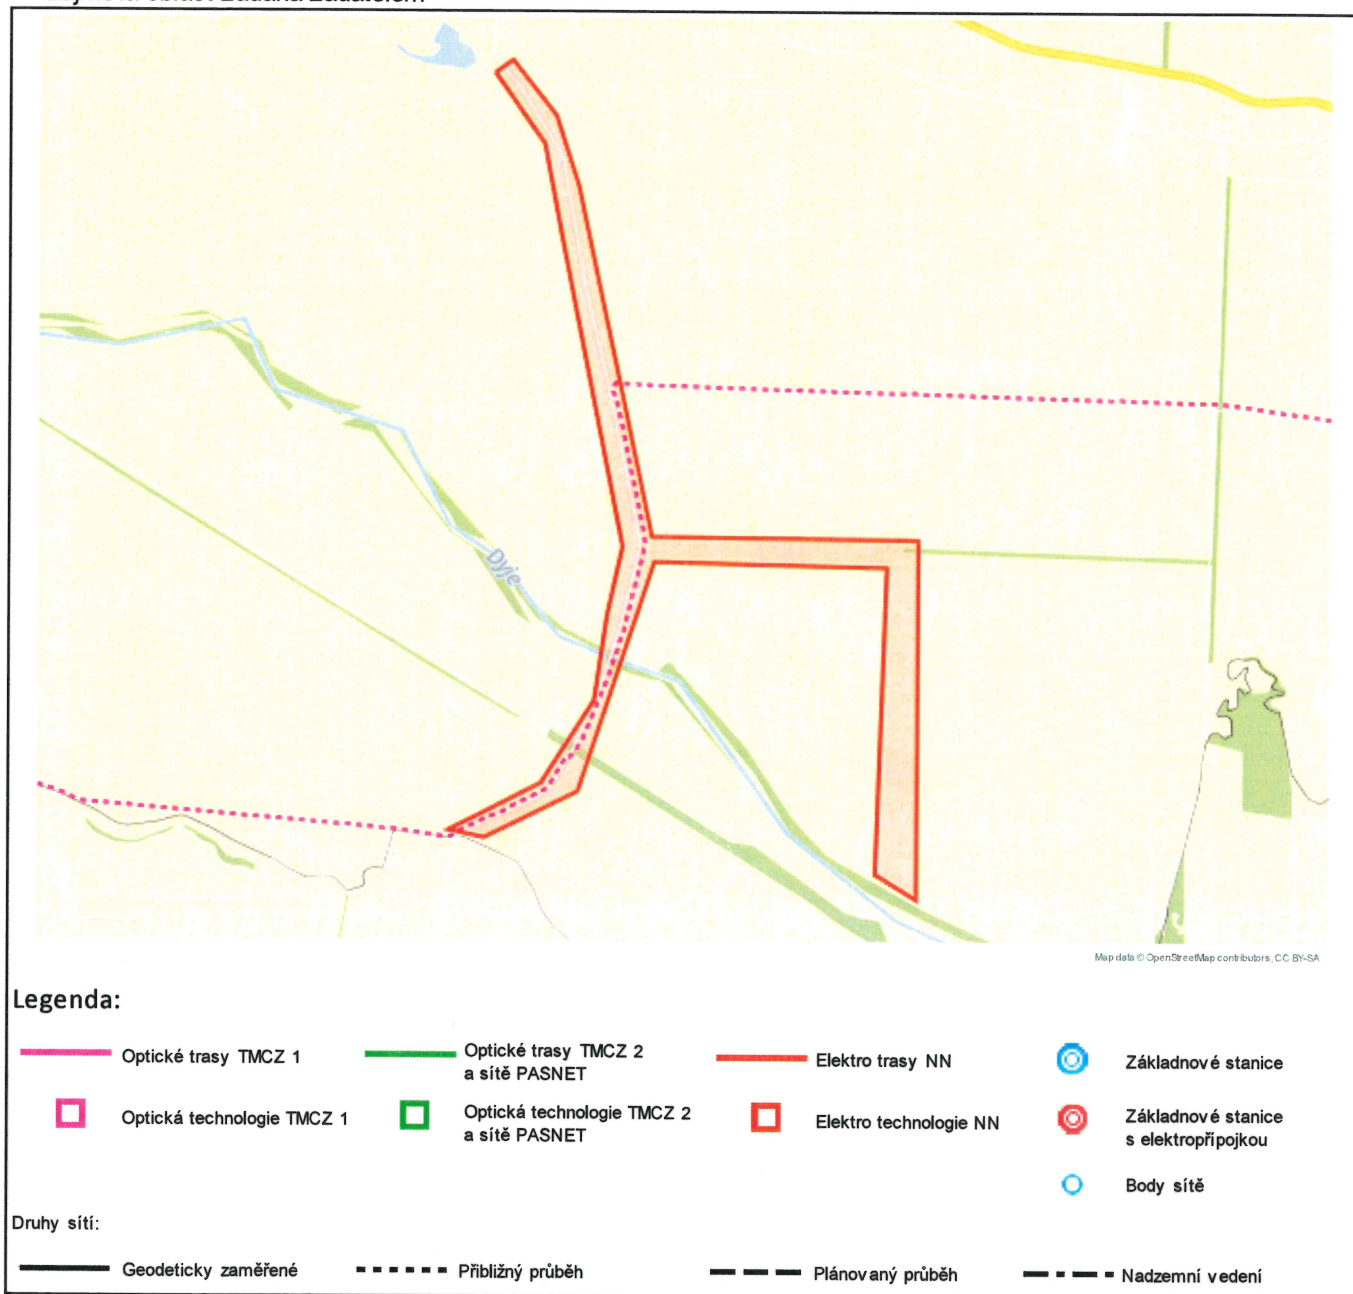 Dyje
Map data © OpenStreetMap contributors, CC BY-SA
Legenda:
Optické trasy TMCZ 1
Optické trasy TMCZ 2
a sítě PASNET
Elektro trasy NN
Základnové stanice
Optická technologie TMCZ 1
Optická technologie TMCZ 2
a sítě PASNET
Elektro technologie NN
Základnové stanice
s elektropřípojkou
Body sítě
Druhy sítí:
Geodeticky zaměřené
Přibližný průběh
Plánovaný průběh
Nadzemní vedení